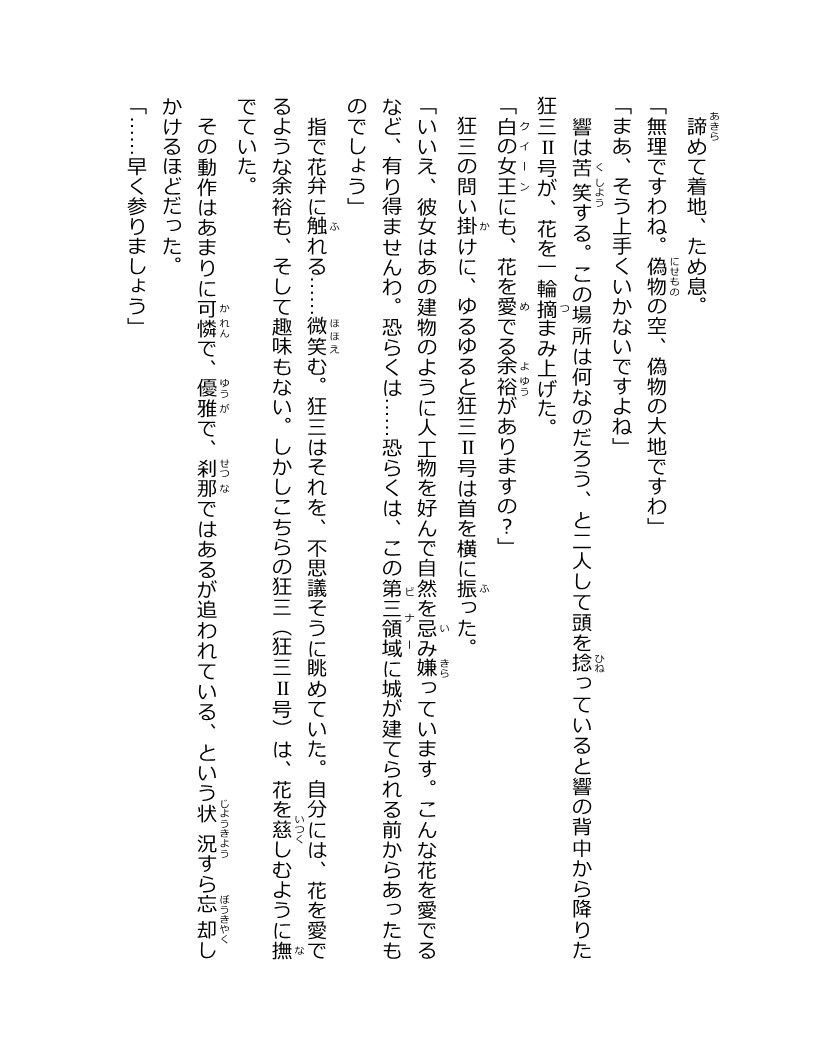 諦めて着地、ため息。
「無理ですわね。偽物の空、偽物の大地ですわ」
「まあ、そう上手くいかないですよね」
響は苦笑する。この場所は何なのだろう、と二人して頭を捻っていると響の背中から降りた
狂三Ⅱ号が、花を一輪摘まみ上げた。
「白の女王にも、花を愛でる余裕がありますの？」
狂三の問い掛けに、ゆるゆると狂三Ⅱ号は首を横に振った。
「いいえ、彼女はあの建物のように人工物を好んで自然を忌み嫌っています。こんな花を愛でる
など、有り得ませんわ。恐らくは……恐らくは、この第三領域に城が建てられる前からあったも
のでしょう」
指で花弁に触れる……微笑む。狂三はそれを、不思議そうに眺めていた。自分には、花を愛で
るような余裕も、そして趣味もない。しかしこちらの狂三（狂三Ⅱ号）は、花を慈しむように撫
でていた。
その動作はあまりに可憐で、優雅で、刹那ではあるが追われている、という状況すら忘却し
かけるほどだった。
「……早く参りましょう」